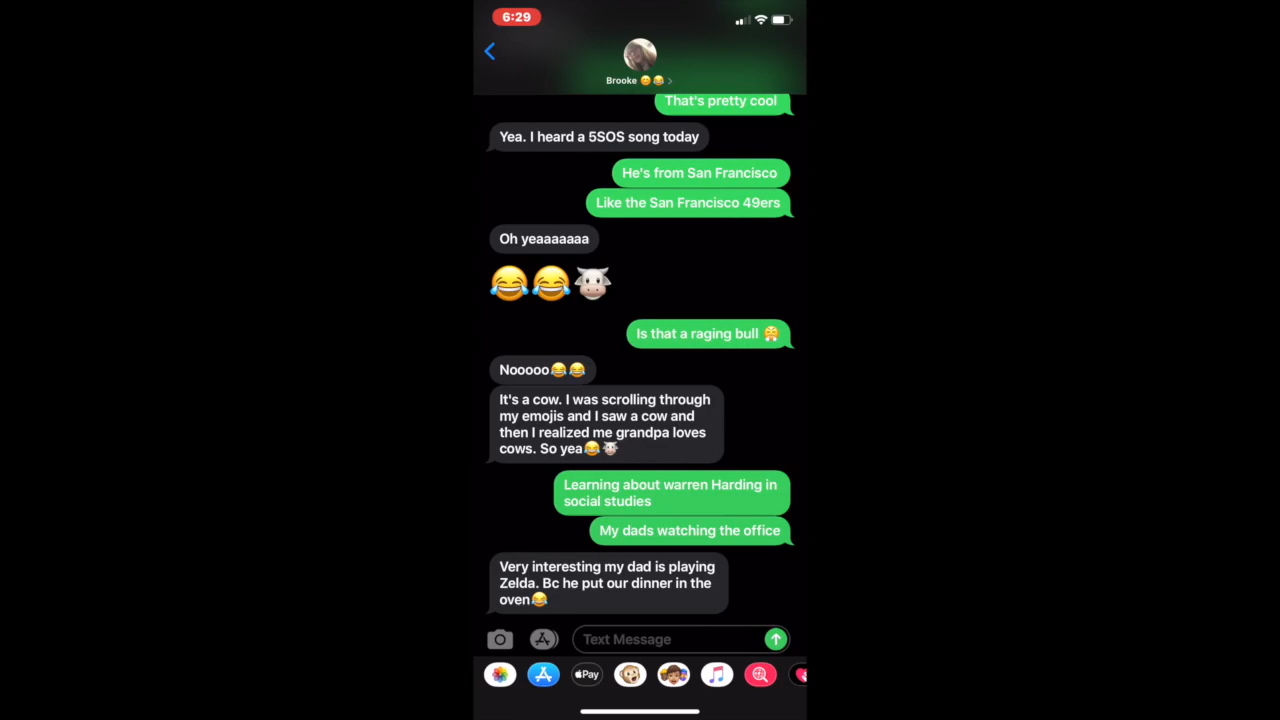 6:29
Brooke 😊😂 >
That's pretty cool
Yea. I heard a 5SOS song today
He's from San Francisco
Like the San Francisco 49ers
Oh yeaaaaaaa
😂😂🐮
Is that a raging bull 😤
Nooooo😂😂
It's a cow. I was scrolling through
my emojis and I saw a cow and
then I realized me grandpa loves
cows. So yea😂🐮
Learning about warren Harding in
social studies
My dads watching the office
Very interesting my dad is playing
Zelda. Bc he put our dinner in the
oven😂
Text Message
Pay